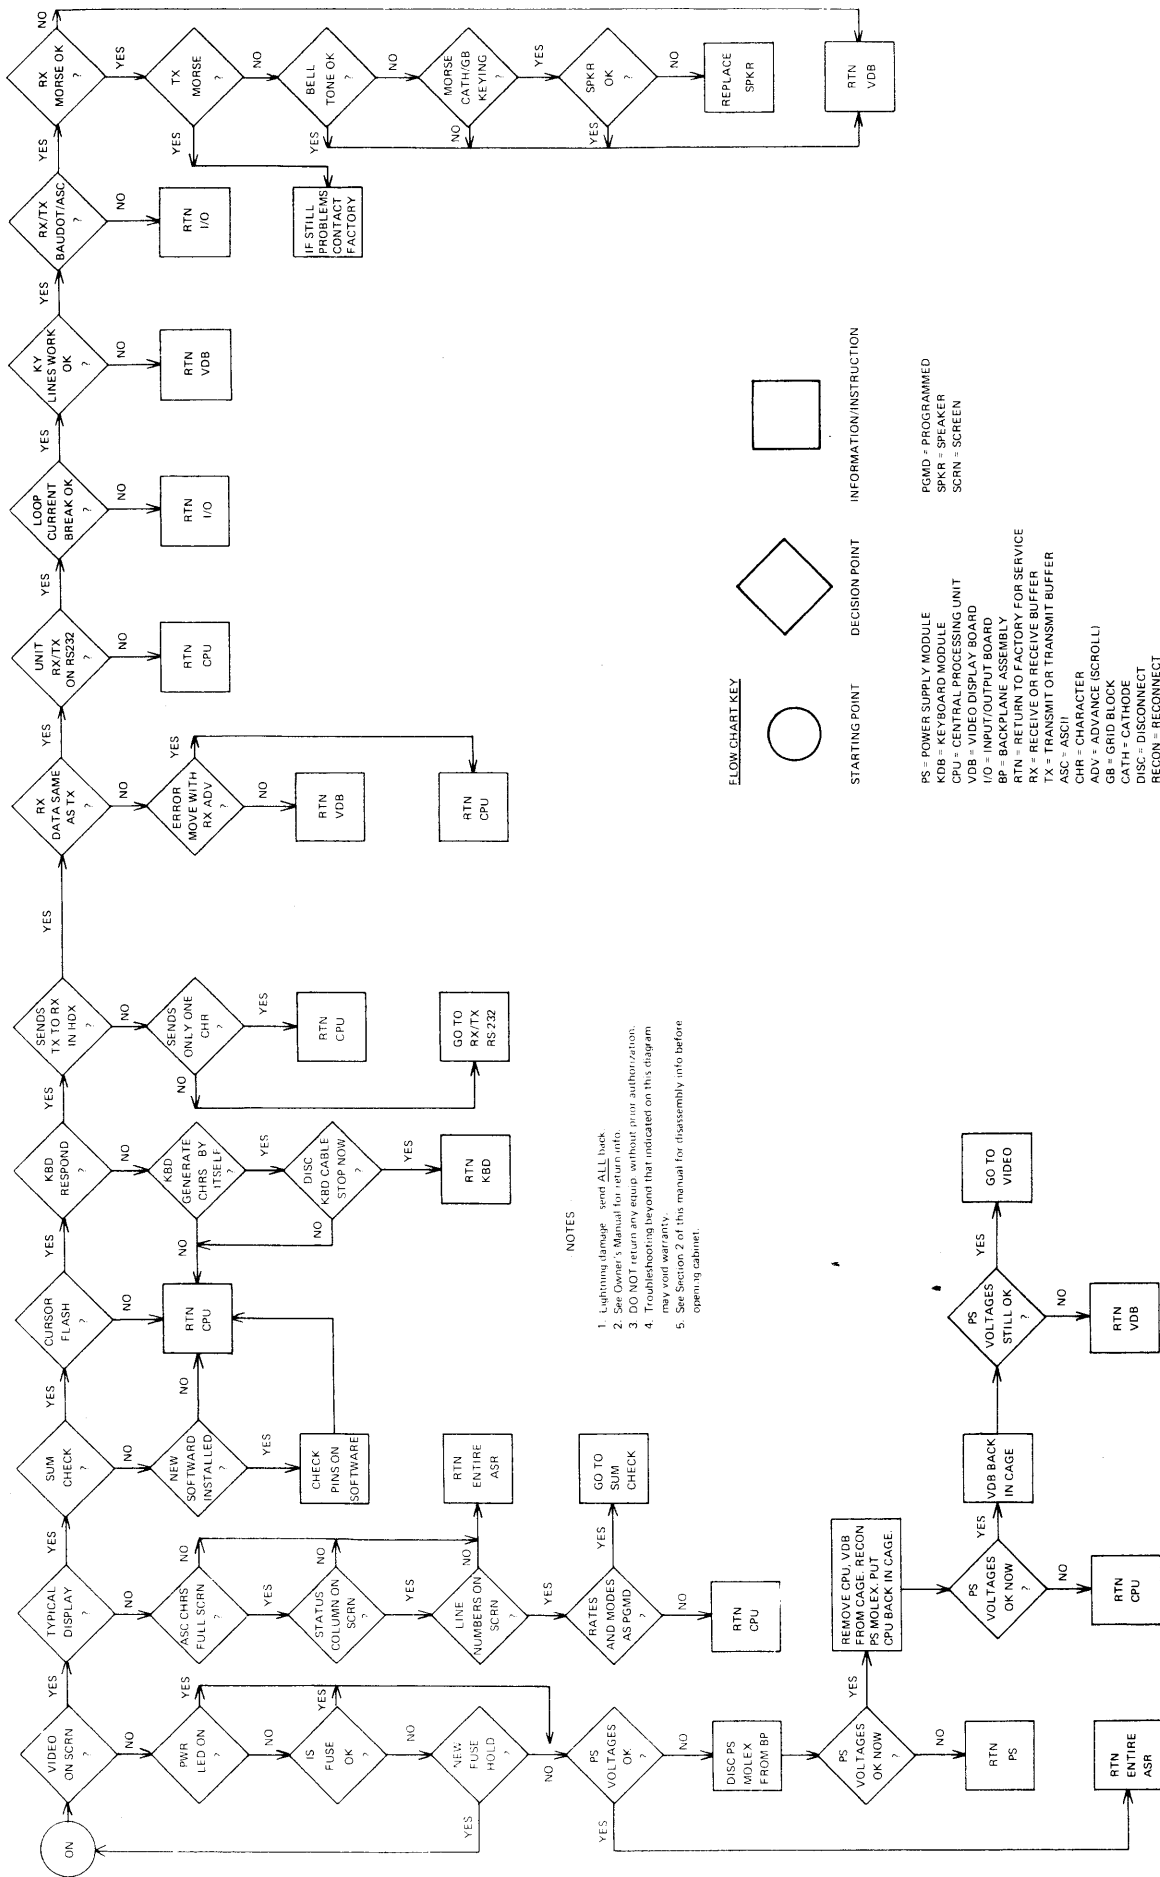 ON
VIDEO
ON SCRN
?
YES
NO
TYPICAL
DISPLAY
?
YES
NO
SUM
CHECK
?
YES
NO
CURSOR
FLASH
?
YES
NO
KBD
RESPOND
?
YES
NO
SENDS
TX TO RX
IN HDX
?
YES
NO
RX
DATA SAME
AS TX
?
YES
NO
UNIT
RX/TX
ON RS232
?
YES
NO
LOOP
CURRENT
BREAK OK
?
YES
NO
KY
LINES WORK
OK
?
YES
NO
RX/TX
BAUDOT/ASC
?
YES
NO
RX
MORSE OK
?
NO
YES
PWR
LED ON
?
YES
NO
ASC CHRS
FULL SCRN
?
NO
YES
NEW
SOFTWARD
INSTALLED
?
NO
YES
RTN
CPU
KBD
GENERATE
CHRS BY
ITSELF
?
NO
YES
SENDS
ONLY ONE
CHR
?
NO
YES
ERROR
MOVE WITH
RX ADV
?
YES
NO
RTN
CPU
RTN
I/O
RTN
VDB
RTN
I/O
TX
MORSE
?
YES
NO
IS
FUSE
OK
?
YES
NO
STATUS
COLUMN ON
SCRN
?
NO
YES
CHECK
PINS ON
SOFTWARE
DISC
KBD CABLE
STOP NOW
?
NO
YES
RTN
CPU
RTN
VDB
IF STILL
PROBLEMS
CONTACT
FACTORY
BELL
TONE OK
?
YES
NO
NEW
FUSE
HOLD
?
YES
NO
LINE
NUMBERS ON
SCRN
?
NO
YES
RTN
ENTIRE
ASR
RTN
KBD
GO TO
RX/TX
RS 232
RTN
CPU
MORSE
CATH/GB
KEYING
?
NO
YES
PS
VOLTAGES
OK
?
YES
NO
RATES
AND MODES
AS PGMD
?
YES
NO
GO TO
SUM
CHECK
SPKR
OK
?
YES
NO
DISC PS
MOLEX
FROM BP
RTN
CPU
REPLACE
SPKR
PS
VOLTAGES
OK NOW
?
YES
NO
REMOVE CPU, VDB
FROM CAGE. RECON
PS MOLEX. PUT
CPU BACK IN CAGE.
RTN
VDB
RTN
PS
PS
VOLTAGES
OK NOW
?
YES
NO
VDB BACK
IN CAGE
PS
VOLTAGES
STILL OK
?
YES
NO
GO TO
VIDEO
RTN
ENTIRE
ASR
RTN
CPU
RTN
VDB
NOTES
1. Lightning damage send ALL back.
2. See Owner's Manual for return info.
3. DO NOT return any equip. without prior authorization.
4. Troubleshooting beyond that indicated on this diagram
may void warranty.
5. See Section 2 of this manual for disassembly info before
opening cabinet.
FLOW CHART KEY
STARTING POINT
DECISION POINT
INFORMATION/INSTRUCTION
PS = POWER SUPPLY MODULE
KDB = KEYBOARD MODULE
CPU = CENTRAL PROCESSING UNIT
VDB = VIDEO DISPLAY BOARD
I/O = INPUT/OUTPUT BOARD
BP = BACKPLANE ASSEMBLY
RTN = RETURN TO FACTORY FOR SERVICE
RX = RECEIVE OR RECEIVE BUFFER
TX = TRANSMIT OR TRANSMIT BUFFER
ASC = ASCII
CHR = CHARACTER
ADV = ADVANCE (SCROLL)
GB = GRID BLOCK
CATH = CATHODE
DISC = DISCONNECT
RECON = RECONNECT
PGMD = PROGRAMMED
SPKR = SPEAKER
SCRN = SCREEN